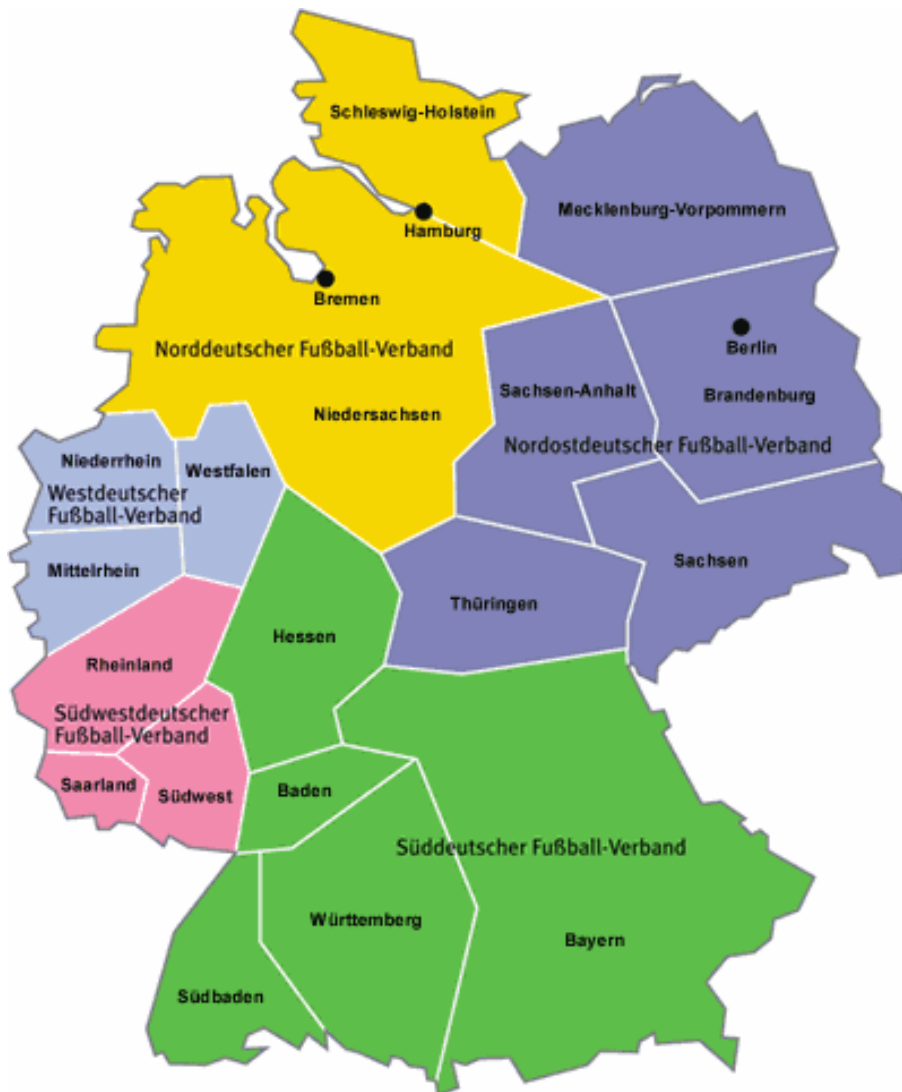 Schleswig-Holstein
Mecklenburg-Vorpommern
Hamburg
Bremen
Norddeutscher Fußball-Verband
Berlin
Sachsen-Anhalt
Brandenburg
Niedersachsen
Nordostdeutscher Fußball-Verband
Niederrhein
Westfalen
Westdeutscher
Fußball-Verband
Mittelrhein
Sachsen
Thüringen
Hessen
Rheinland
Südwestdeutscher
Fußball-Verband
Saarland
Südwest
Baden
Süddeutscher Fußball-Verband
Württemberg
Bayern
Südbaden